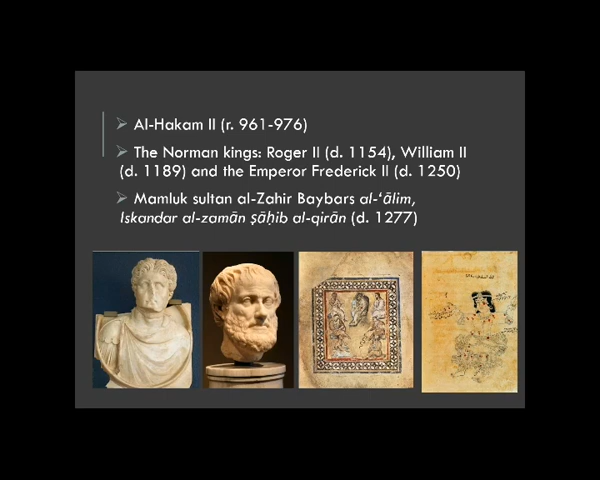 Al-Hakam II (r. 961-976)
The Norman kings: Roger II (d. 1154), William II
(d. 1189) and the Emperor Frederick II (d. 1250)
Mamluk sultan al-Zahir Baybars al-‘ālim,
Iskandar al-zamān ṣāḥib al-qirān (d. 1277)